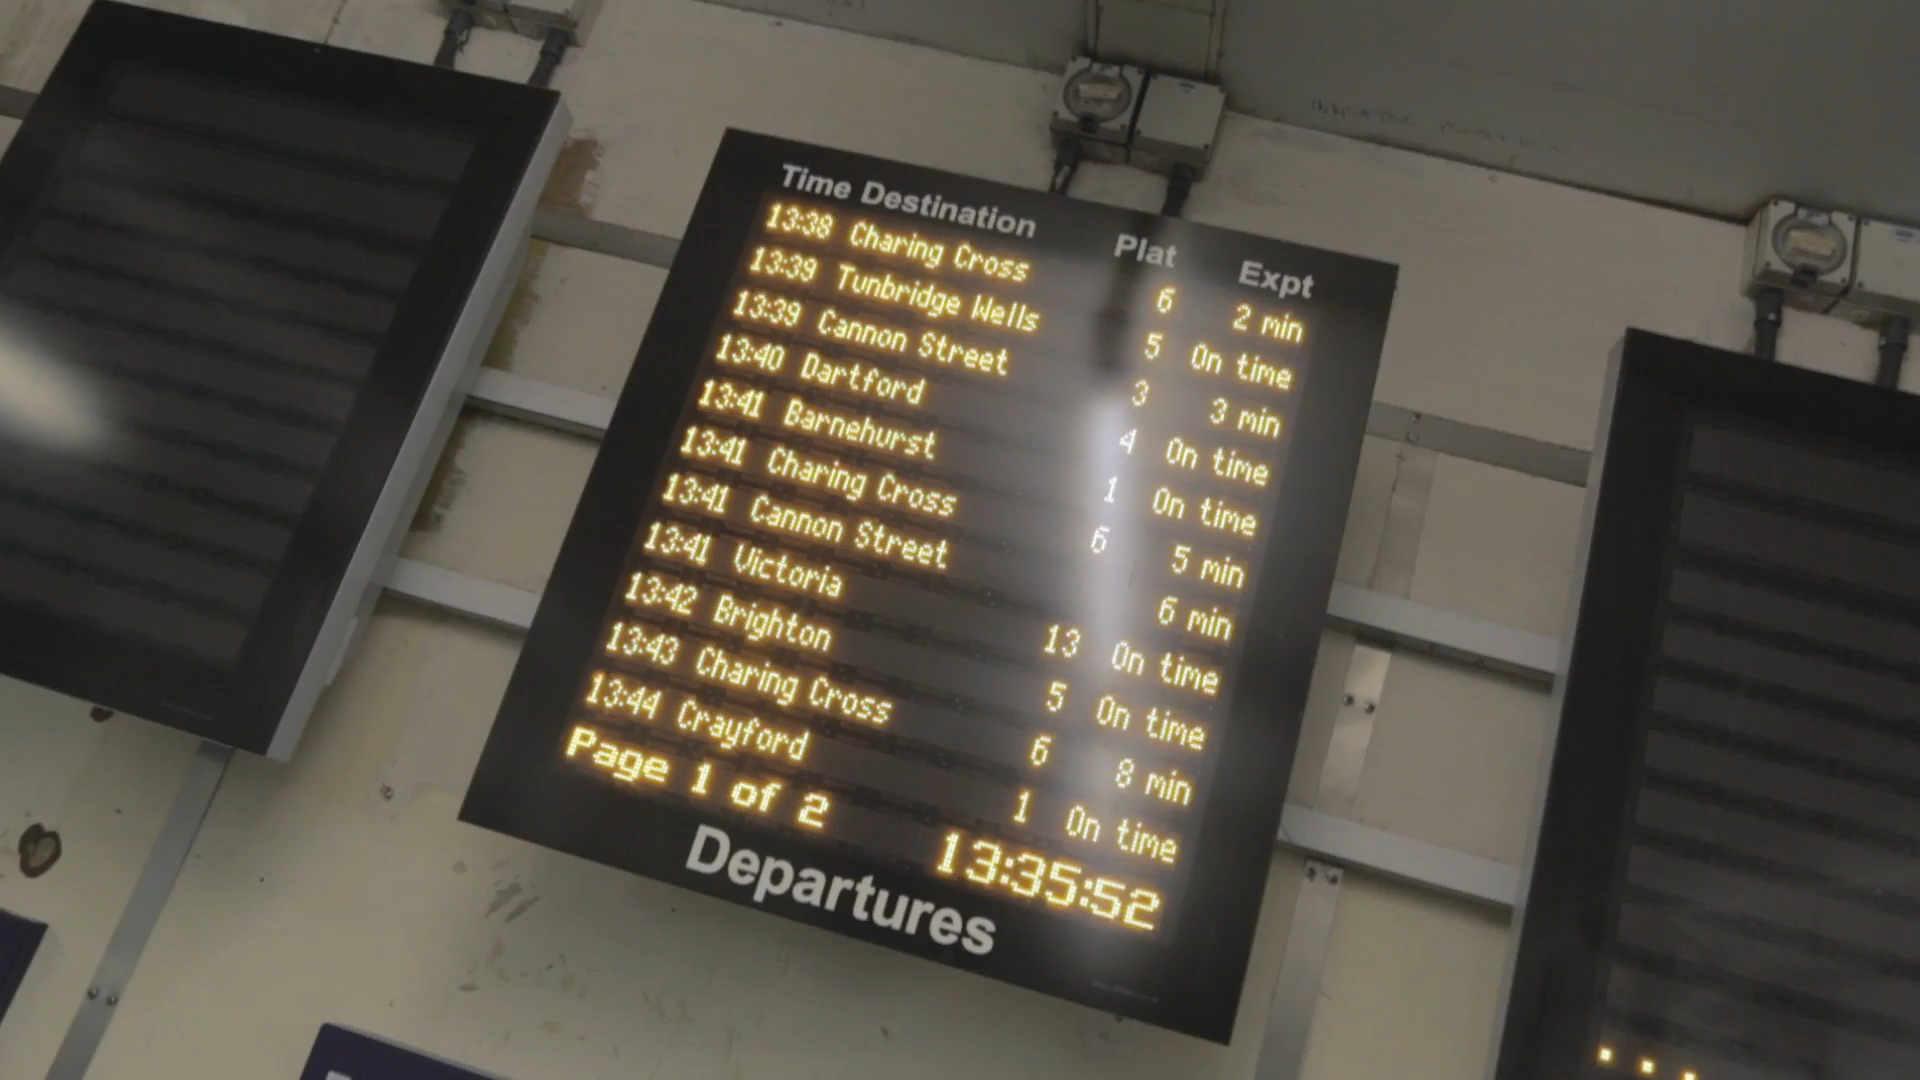 Time Destination Plat Expt
13:38 Charing Cross 6 2 min
13:39 Tunbridge Wells 5 On time
13:39 Cannon Street 3 3 min
13:40 Dartford 4 On time
13:41 Barnehurst 1 On time
13:41 Charing Cross 6 5 min
13:41 Cannon Street 6 min
13:41 Victoria 13 On time
13:42 Brighton 5 On time
13:43 Charing Cross 6 8 min
13:44 Crayford 1 On time
Page 1 of 2 13:35:52
Departures